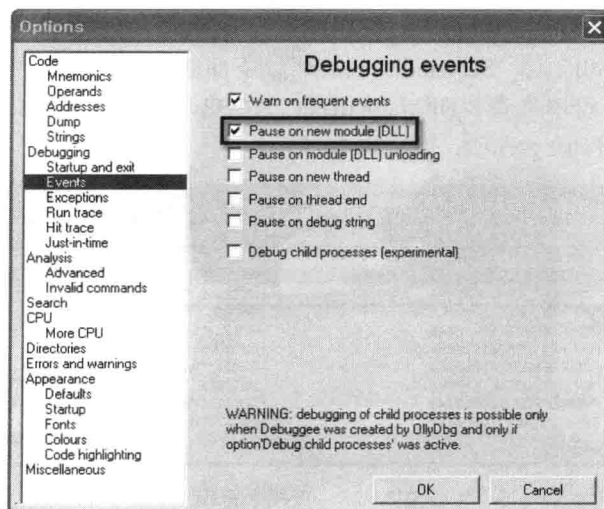 Options
Code
Mnemonics
Operands
Addresses
Dump
Strings
Debugging
Startup and exit
Events
Exceptions
Run trace
Hit trace
Just-in-time
Analysis
Advanced
Invalid commands
Search
CPU
More CPU
Directories
Errors and warnings
Appearance
Defaults
Startup
Fonts
Colours
Code highlighting
Miscellaneous
Debugging events
Warn on frequent events
Pause on new module (DLL)
Pause on module (DLL) unloading
Pause on new thread
Pause on thread end
Pause on debug string
Debug child processes (experimental)
WARNING: debugging of child processes is possible only
when Debuggee was created by OllyDbg and only if
option'Debug child processes' was active.
OK
Cancel